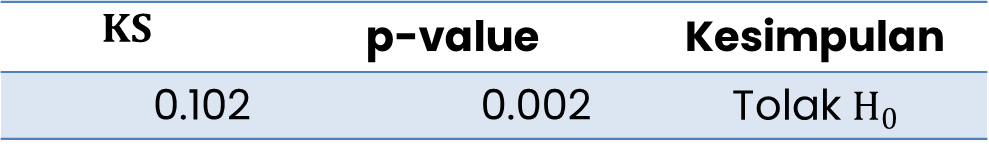 KS p-value Kesimpulan
0.102 0.002 Tolak H₀